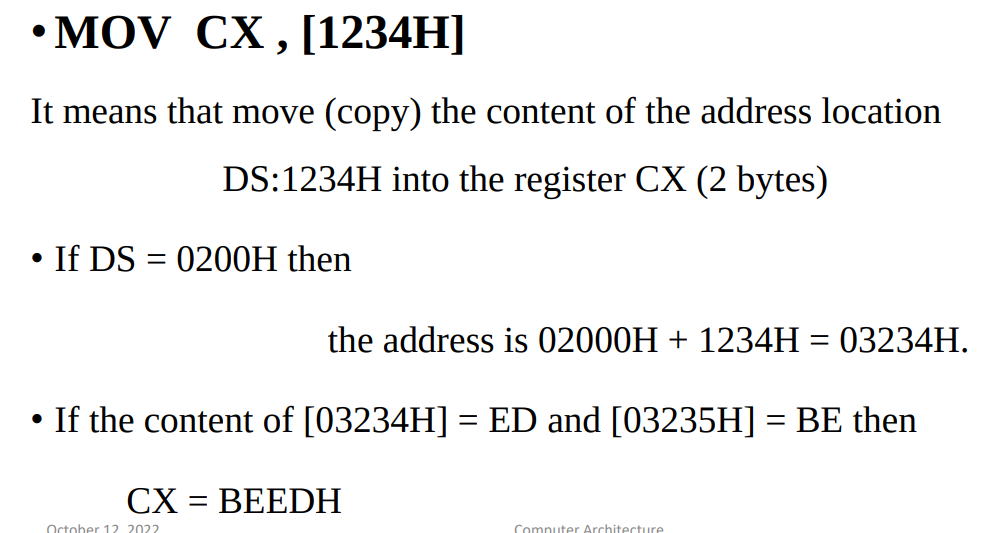 • MOV CX , [1234H]
It means that move (copy) the content of the address location
DS:1234H into the register CX (2 bytes)
• If DS = 0200H then
the address is 02000H + 1234H = 03234H.
• If the content of [03234H] = ED and [03235H] = BE then
CX = BEEDH
October 12, 2022
Computer Architecture